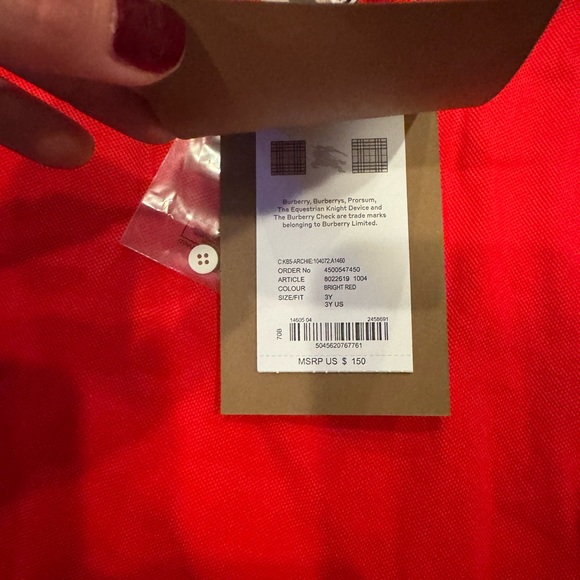 Burberry, Burberrys, Prorsum,
The Equestrian Knight Device and
The Burberry Check are trade marks
belonging to Burberry Limited.
C:KB5-ARCHIE:104072:A1460
ORDER No 4500547450
ARTICLE 8022619 1004
COLOUR BRIGHT RED
SIZE/FIT 3Y
3Y US
14605 04 2458691
70B
5045620767761
MSRP US $ 150